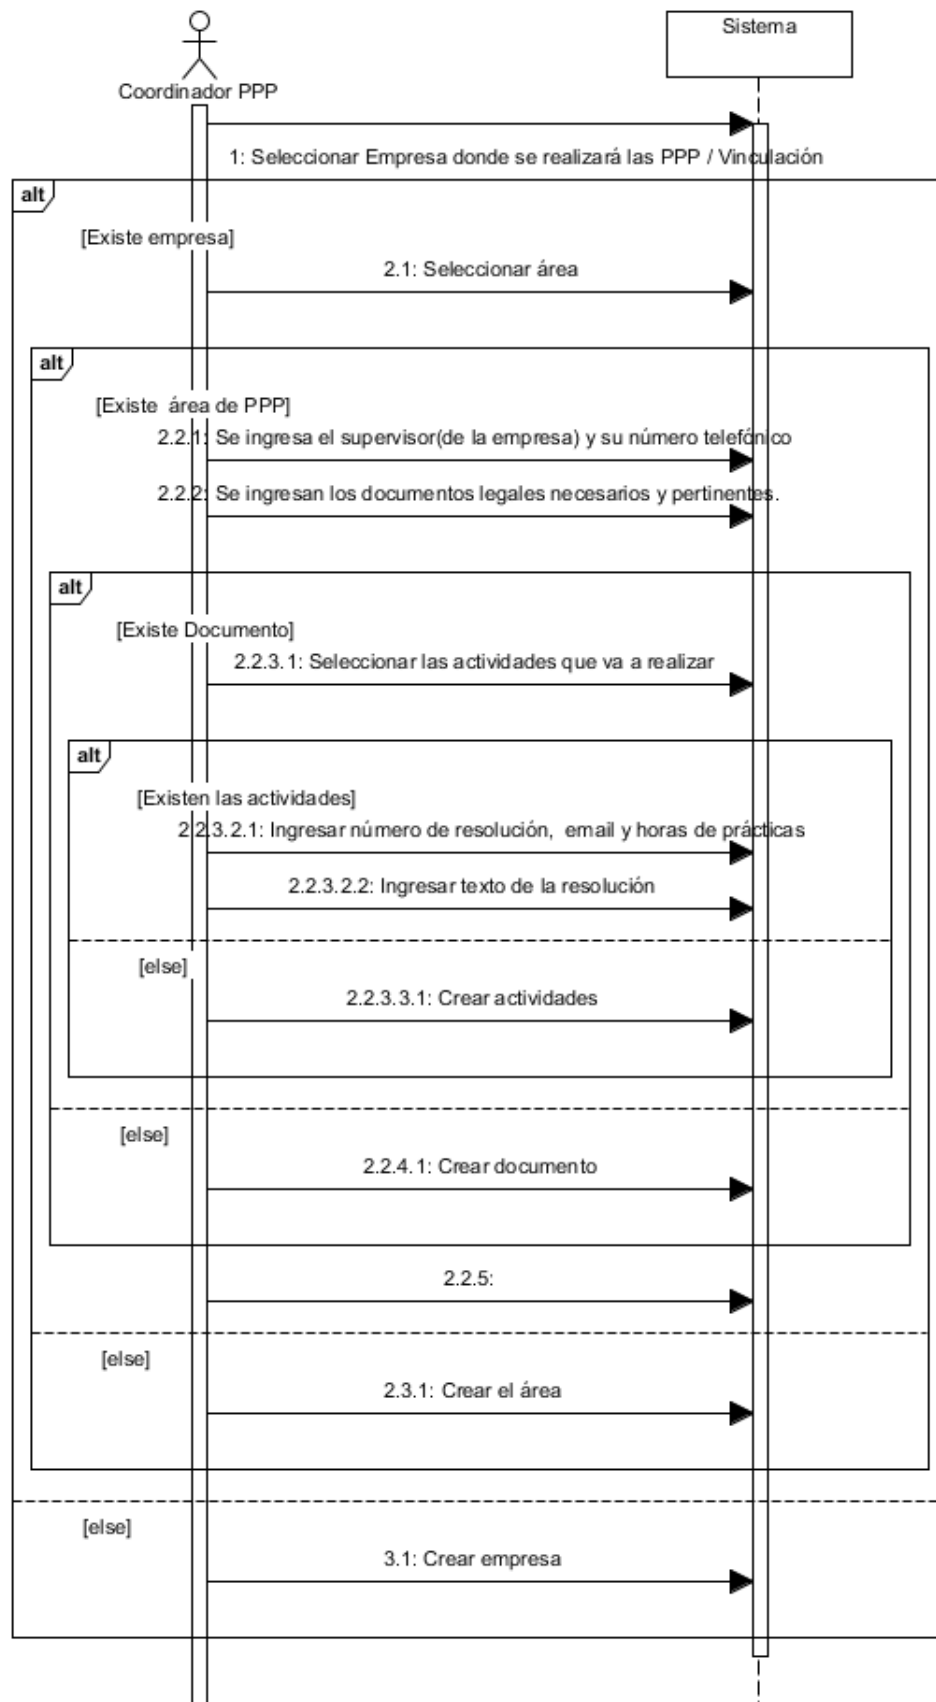 Sistema
Coordinador PPP
1: Seleccionar Empresa donde se realizará las PPP / Vinculación
alt
[Existe empresa]
2.1: Seleccionar área
alt
[Existe área de PPP]
2.2.1: Se ingresa el supervisor(de la empresa) y su número telefónico
2.2.2: Se ingresan los documentos legales necesarios y pertinentes.
alt
[Existe Documento]
2.2.3.1: Seleccionar las actividades que va a realizar
alt
[Existen las actividades]
2.2.3.2.1: Ingresar número de resolución, email y horas de prácticas
2.2.3.2.2: Ingresar texto de la resolución
[else]
2.2.3.3.1: Crear actividades
[else]
2.2.4.1: Crear documento
2.2.5:
[else]
2.3.1: Crear el área
[else]
3.1: Crear empresa